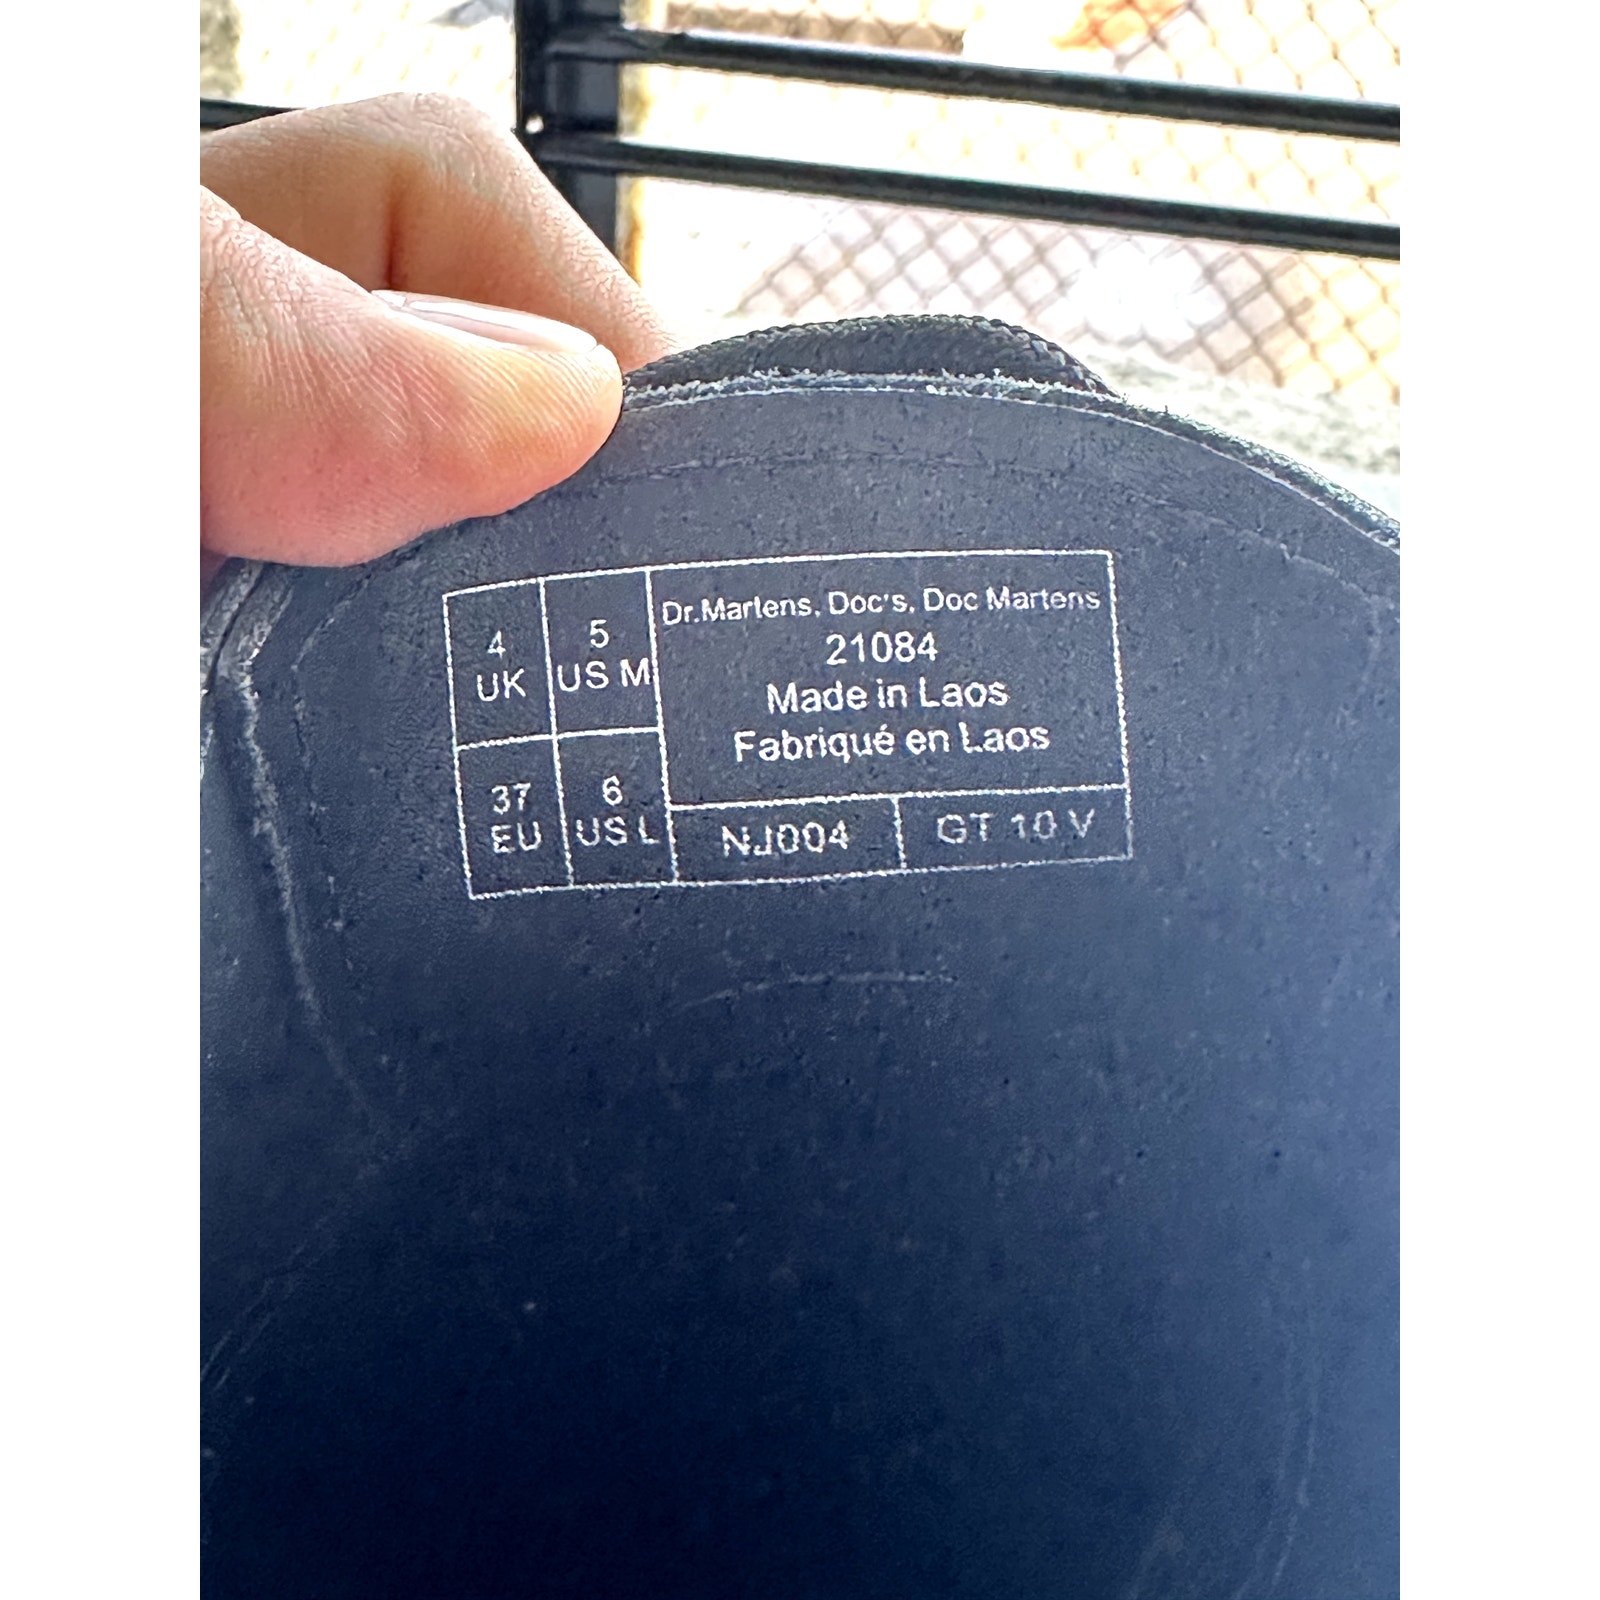 4
UK
5
US M
37
EU
6
US L
Dr.Martens, Doc's, Doc Martens
21084
Made in Laos
Fabriqué en Laos
NJ004
GT 10 V